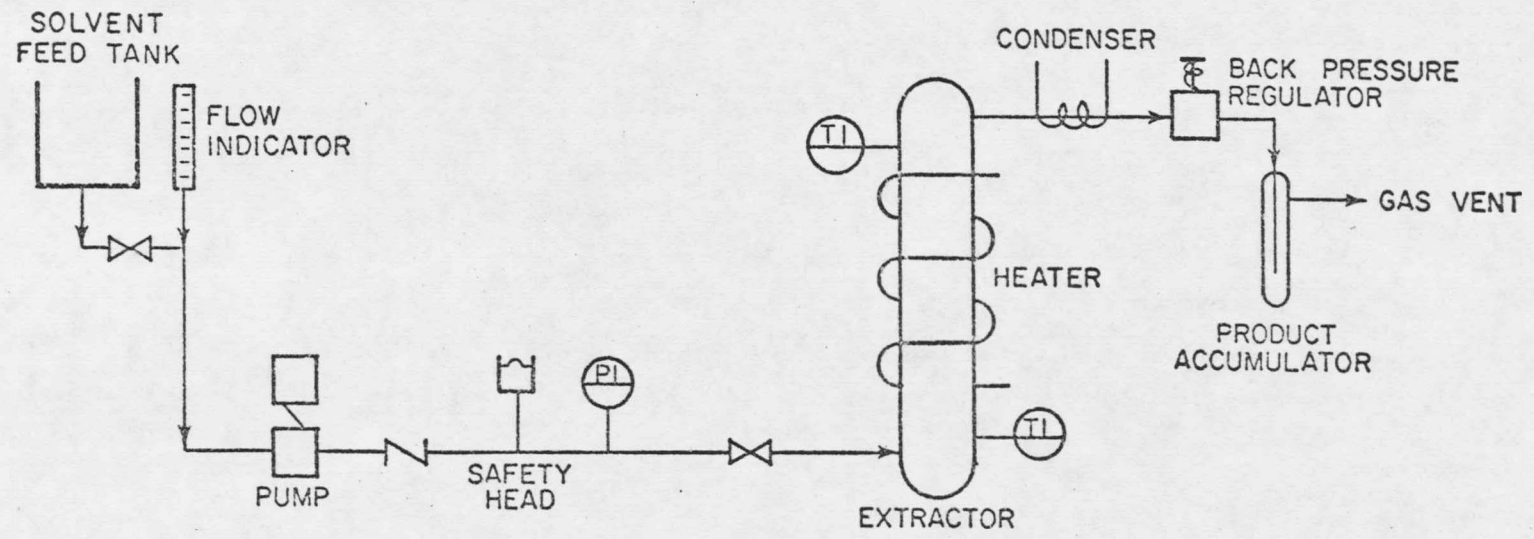 SOLVENT
FEED TANK
FLOW
INDICATOR
PUMP
SAFETY
HEAD
PI
TI
TI
EXTRACTOR
HEATER
CONDENSER
BACK PRESSURE
REGULATOR
GAS VENT
PRODUCT
ACCUMULATOR